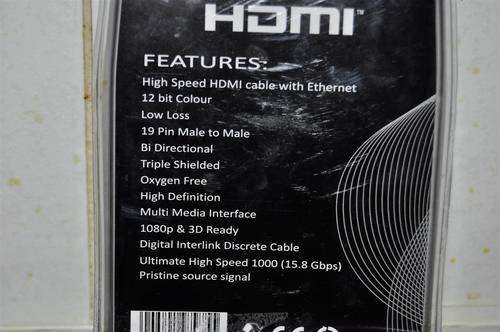 HDMI™
FEATURES:
High Speed HDMI cable with Ethernet
12 bit Colour
Low Loss
19 Pin Male to Male
Bi Directional
Triple Shielded
Oxygen Free
High Definition
Multi Media Interface
1080p & 3D Ready
Digital Interlink Discrete Cable
Ultimate High Speed 1000 (15.8 Gbps)
Pristine source signal